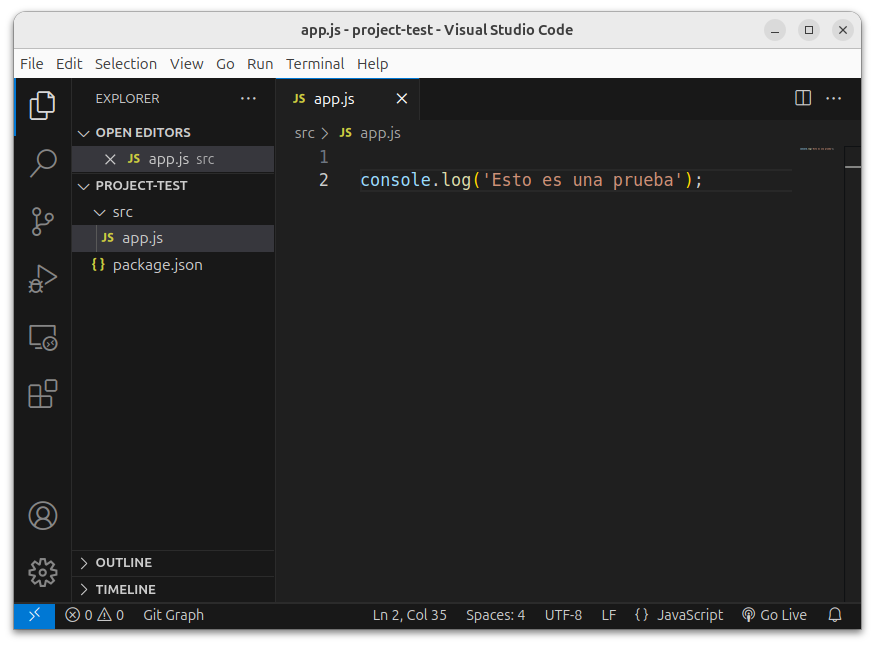 app.js - project-test - Visual Studio Code
File Edit Selection View Go Run Terminal Help
EXPLORER
OPEN EDITORS
JS app.js src
PROJECT-TEST
src
JS app.js
{} package.json
OUTLINE
TIMELINE
JS app.js
src > JS app.js
1
2 console.log('Esto es una prueba');
0 0 Git Graph Ln 2, Col 35 Spaces: 4 UTF-8 LF {} JavaScript Go Live